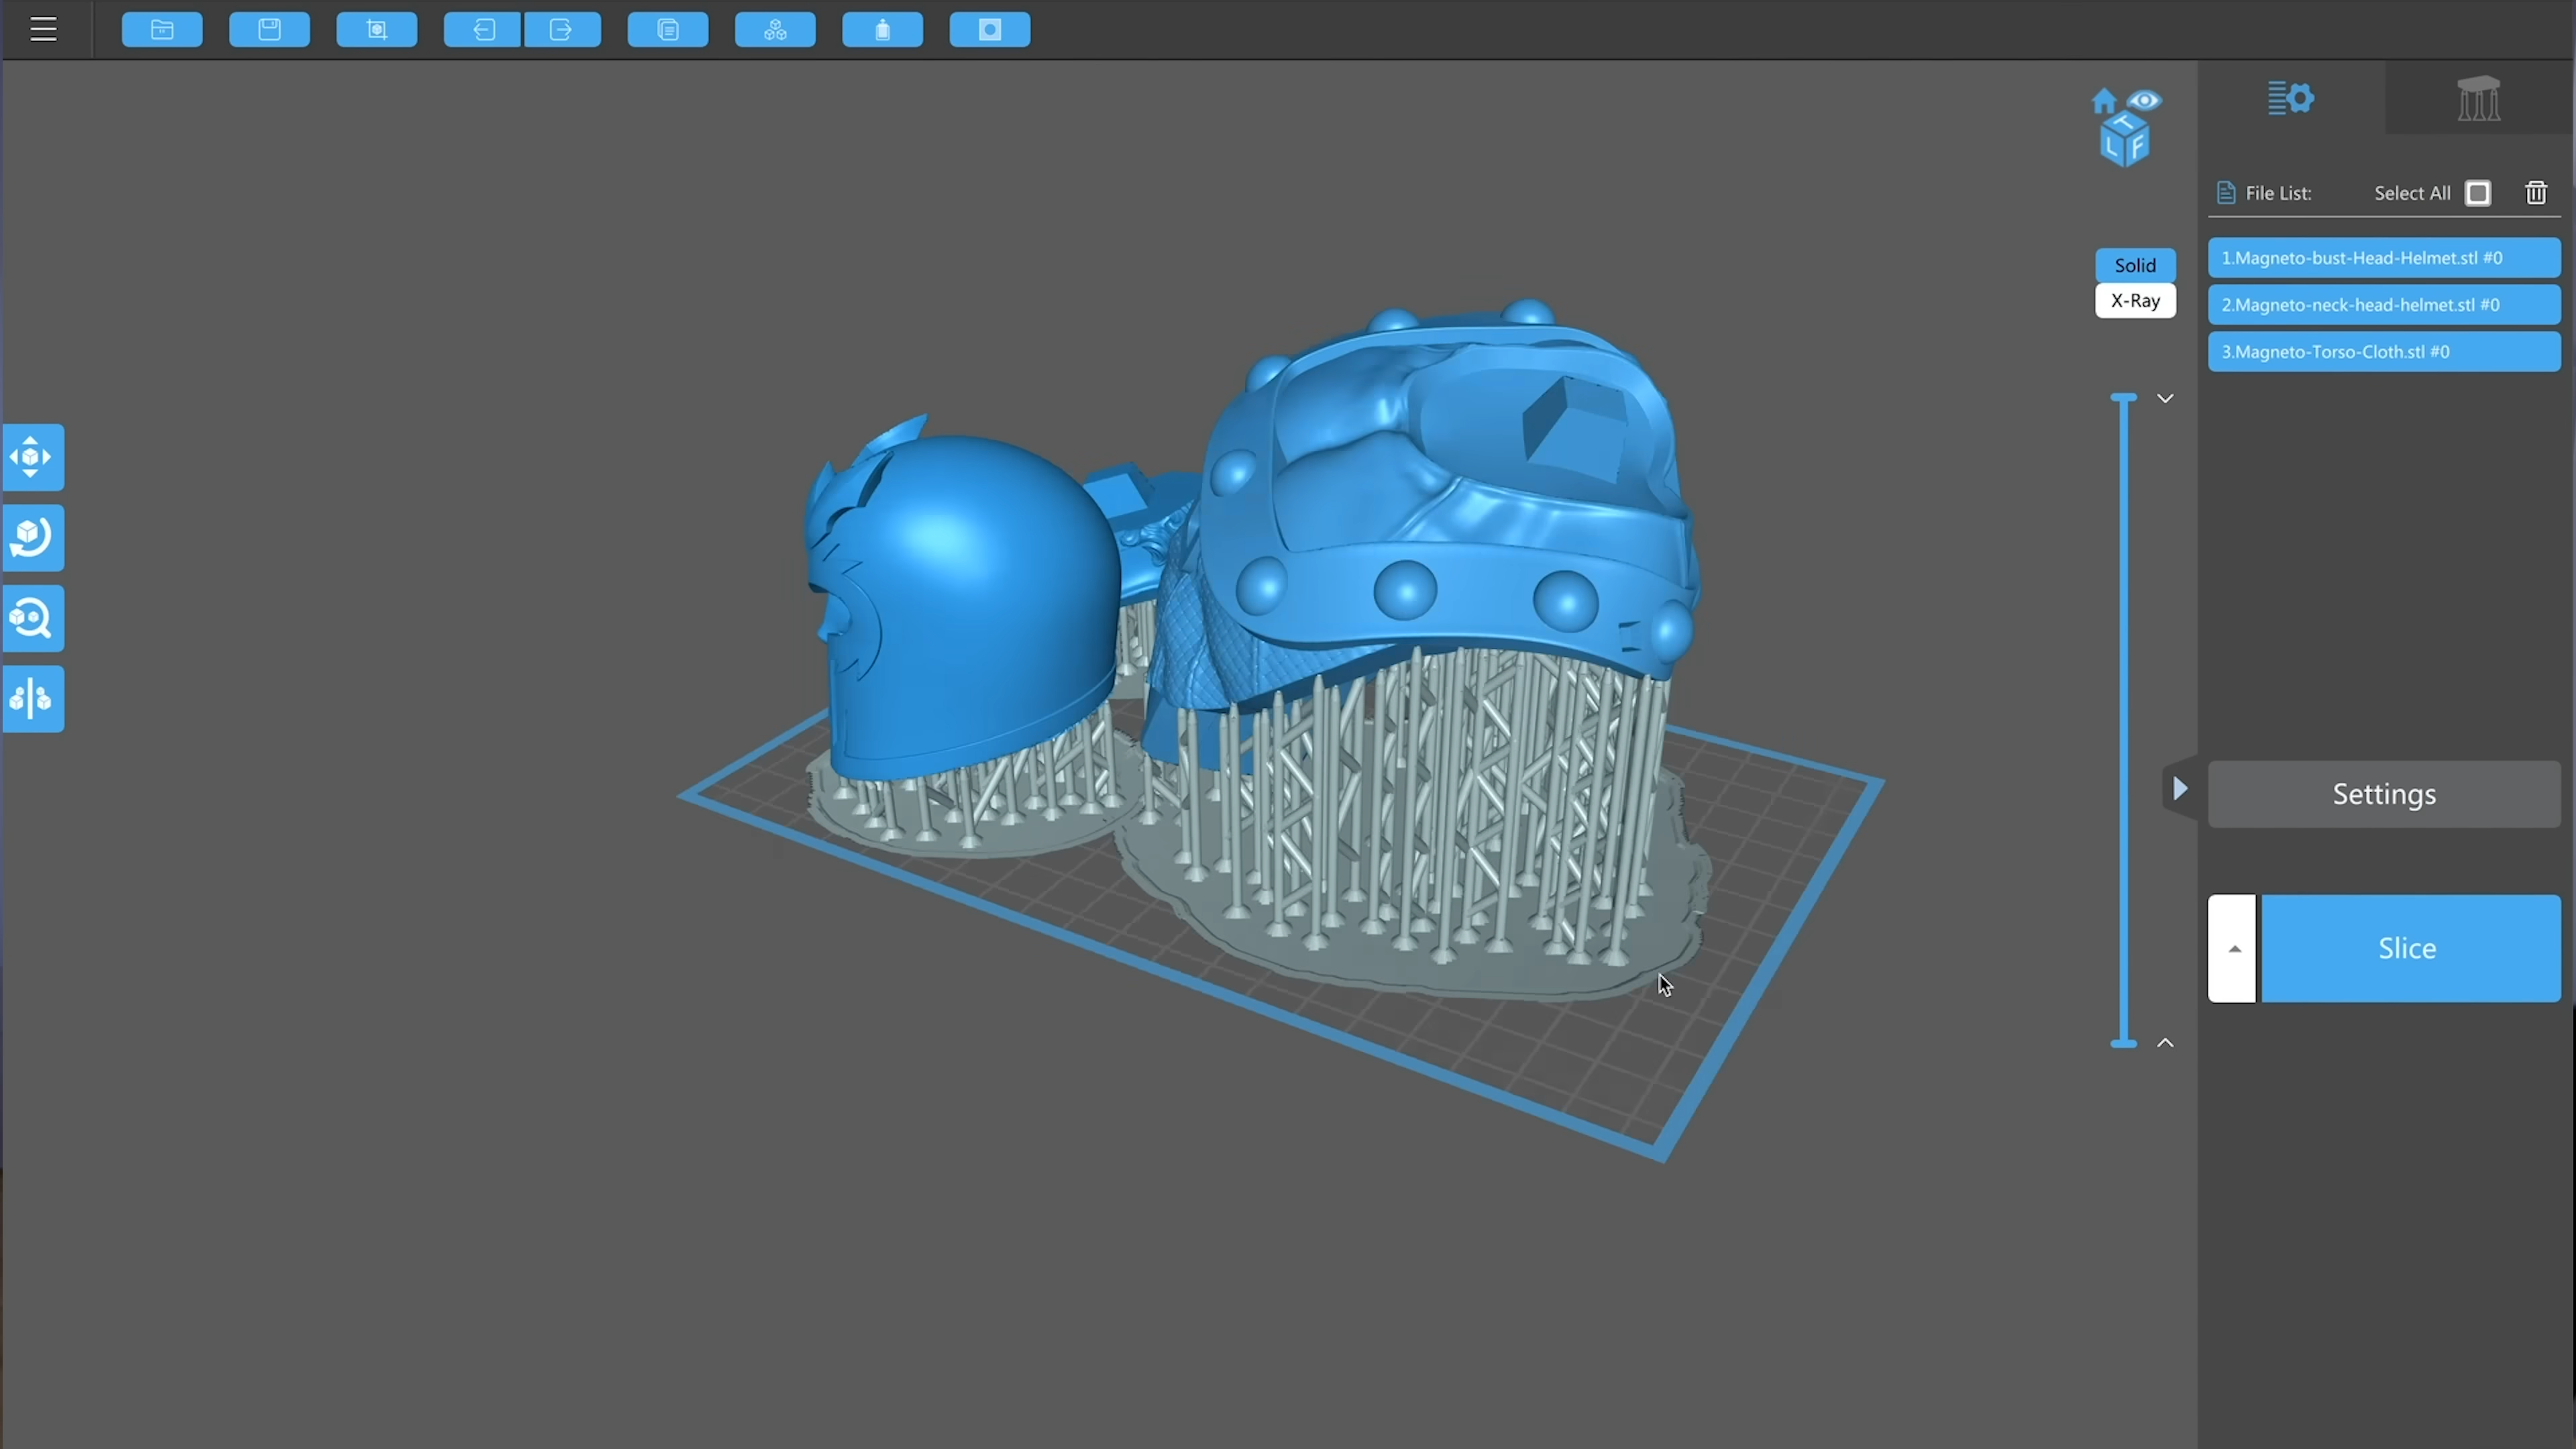 T
L F
File List:
Select All
1.Magneto-bust-Head-Helmet.stl #0
2.Magneto-neck-head-helmet.stl #0
3.Magneto-Torso-Cloth.stl #0
Solid
X-Ray
Settings
Slice